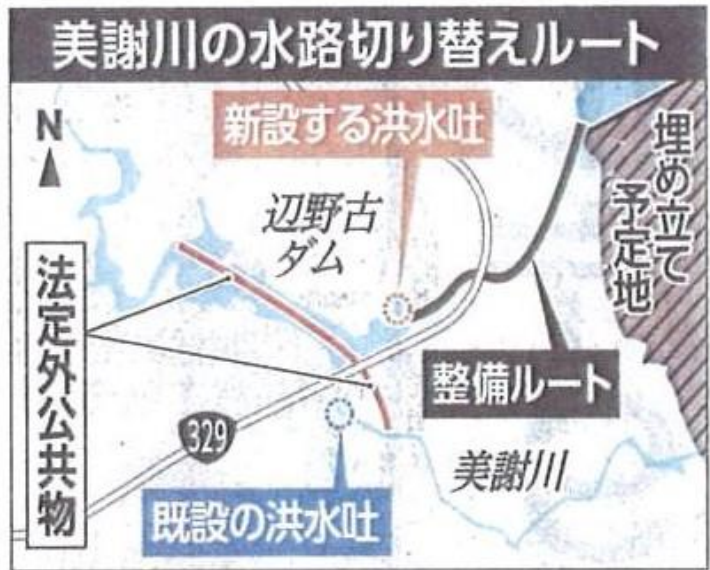 美謝川の水路切り替えルート
N
新設する洪水吐
辺野古
ダム
埋め立て
予定地
法定外公共物
整備ルート
329
美謝川
既設の洪水吐